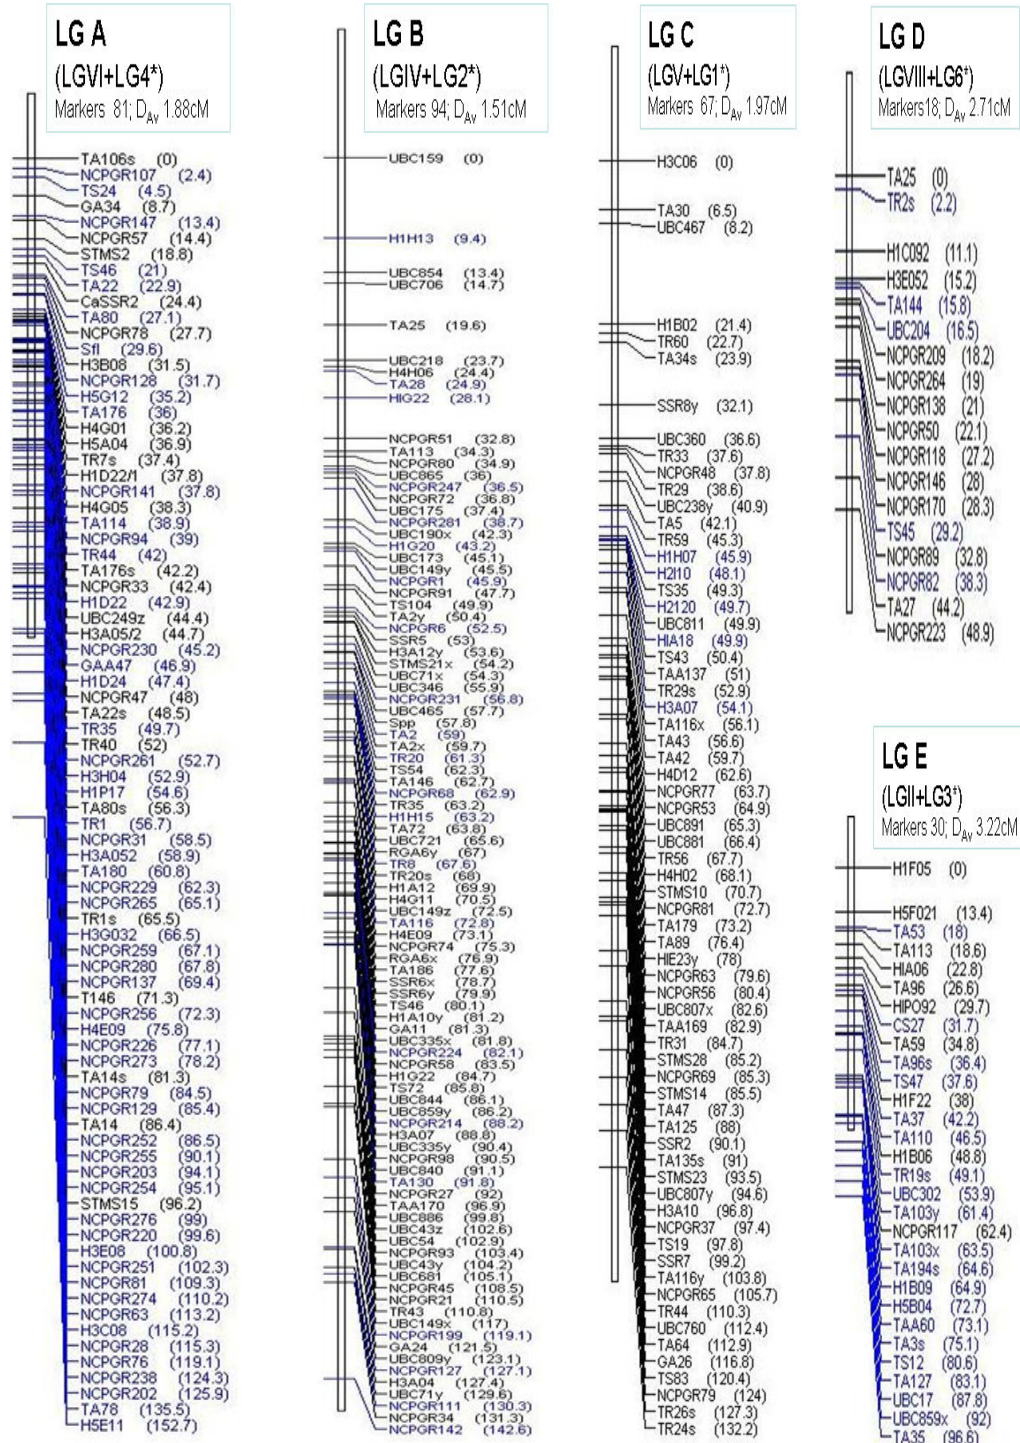 LG A
(LGVI+LG4*)
Markers 81; DAv 1.88cM
TA106s (0)
NCPGR107 (2.4)
TS24 (4.5)
GA34 (8.7)
NCPGR147 (13.4)
NCPGR57 (14.4)
STMS2 (18.8)
TS46 (21)
TA22 (22.9)
CaSSR2 (24.4)
TA80 (27.1)
NCPGR78 (27.7)
Sfl (29.6)
H3B08 (31.5)
NCPGR128 (31.7)
H5G12 (35.2)
TA176 (36)
H4G01 (36.2)
H5A04 (36.9)
TR7s (37.4)
H1D22/1 (37.8)
NCPGR141 (37.8)
H4G05 (38.3)
TA114 (38.9)
NCPGR94 (39)
TR44 (42)
TA176s (42.2)
NCPGR33 (42.4)
H1D22 (42.9)
UBC249z (44.4)
H3A05/2 (44.7)
NCPGR230 (45.2)
GAA47 (46.9)
H1D24 (47.4)
NCPGR47 (48)
TA22s (48.5)
TR35 (49.7)
TR40 (52)
NCPGR261 (52.7)
H3H04 (52.9)
H1P17 (54.6)
TA80s (56.3)
TR1 (56.7)
NCPGR31 (58.5)
H3A052 (58.9)
TA180 (60.8)
NCPGR229 (62.3)
NCPGR265 (65.1)
TR1s (65.5)
H3G032 (66.5)
NCPGR259 (67.1)
NCPGR280 (67.8)
NCPGR137 (69.4)
T146 (71.3)
NCPGR256 (72.3)
H4E09 (75.8)
NCPGR226 (77.1)
NCPGR273 (78.2)
TA14s (81.3)
NCPGR79 (84.5)
NCPGR129 (85.4)
TA14 (86.4)
NCPGR252 (86.5)
NCPGR255 (90.1)
NCPGR203 (94.1)
NCPGR254 (95.1)
STMS15 (96.2)
NCPGR276 (99)
NCPGR220 (99.6)
H3E08 (100.8)
NCPGR251 (102.3)
NCPGR81 (109.3)
NCPGR274 (110.2)
NCPGR63 (113.2)
H3C08 (115.2)
NCPGR28 (115.3)
NCPGR76 (119.1)
NCPGR238 (124.3)
NCPGR202 (125.9)
TA78 (135.5)
H5E11 (152.7)
LG B
(LGIV+LG2*)
Markers 94; DAv 1.51cM
UBC159 (0)
H1H13 (9.4)
UBC854 (13.4)
UBC706 (14.7)
TA25 (19.6)
UBC218 (23.7)
H4H06 (24.4)
TA28 (24.9)
HIG22 (28.1)
NCPGR51 (32.8)
TA113 (34.3)
NCPGR80 (34.9)
UBC865 (36)
NCPGR247 (36.5)
NCPGR72 (36.8)
UBC175 (37.4)
NCPGR281 (38.7)
UBC190x (42.3)
H1G20 (43.2)
UBC173 (45.1)
UBC149y (45.5)
NCPGR1 (45.9)
NCPGR91 (47.7)
TS104 (49.9)
TA2y (50.4)
NCPGR6 (52.5)
SSR5 (53)
H3A12y (53.6)
STMS21x (54.2)
UBC71x (54.3)
UBC346 (55.9)
NCPGR231 (56.8)
UBC465 (57.7)
Spp (57.8)
TA2 (59)
TA2x (59.7)
TR20 (61.3)
TS54 (62.3)
TA146 (62.7)
NCPGR68 (62.9)
TR35 (63.2)
H1H15 (63.2)
TA72 (63.8)
UBC721 (65.6)
RGA6y (67)
TR8 (67.6)
TR20s (68)
H1A12 (69.9)
H4G11 (70.5)
UBC149z (72.5)
TA116 (72.8)
H4E09 (73.1)
NCPGR74 (75.3)
RGA6x (76.9)
TA186 (77.6)
SSR6x (78.7)
SSR6y (79.9)
TS46 (80.1)
H1A10y (81.2)
GA11 (81.3)
UBC335x (81.8)
NCPGR224 (82.1)
NCPGR58 (83.5)
H1G22 (84.7)
TS72 (85.8)
UBC844 (86.1)
UBC859y (86.2)
NCPGR214 (88.2)
H3A07 (88.8)
UBC335y (90.4)
NCPGR98 (90.5)
UBC840 (91.1)
TA130 (91.8)
NCPGR27 (92)
TAA170 (96.9)
UBC886 (99.8)
UBC43z (102.6)
UBC54 (102.9)
NCPGR93 (103.4)
UBC43y (104.2)
UBC681 (105.1)
NCPGR45 (108.5)
NCPGR21 (110.5)
TR43 (110.8)
UBC149x (117)
NCPGR199 (119.1)
GA24 (121.5)
UBC809y (123.1)
NCPGR127 (127.1)
H3A04 (127.4)
UBC71y (129.6)
NCPGR111 (130.3)
NCPGR34 (131.3)
NCPGR142 (142.6)
LG C
(LGV+LG1*)
Markers 67; DAv 1.97cM
H3C06 (0)
TA30 (6.5)
UBC467 (8.2)
H1B02 (21.4)
TR60 (22.7)
TA34s (23.9)
SSR8y (32.1)
UBC360 (36.6)
TR33 (37.6)
NCPGR48 (37.8)
TR29 (38.6)
UBC238y (40.9)
TA5 (42.1)
TR59 (45.3)
H1H07 (45.9)
H2I10 (48.1)
TS35 (49.3)
H2120 (49.7)
UBC811 (49.9)
HIA18 (49.9)
TS43 (50.4)
TAA137 (51)
TR29s (52.9)
H3A07 (54.1)
TA116x (56.1)
TA43 (56.6)
TA42 (59.7)
H4D12 (62.6)
NCPGR77 (63.7)
NCPGR53 (64.9)
UBC891 (65.3)
UBC881 (66.4)
TR56 (67.7)
H4H02 (68.1)
STMS10 (70.7)
NCPGR81 (72.7)
TA179 (73.2)
TA89 (76.4)
HIE23y (78)
NCPGR63 (79.6)
NCPGR56 (80.4)
UBC807x (82.6)
TAA169 (82.9)
TR31 (84.7)
STMS28 (85.2)
NCPGR69 (85.3)
STMS14 (85.5)
TA47 (87.3)
TA125 (88)
SSR2 (90.1)
TA135s (91)
STMS23 (93.5)
UBC807y (94.6)
H3A10 (96.8)
NCPGR37 (97.4)
TS19 (97.8)
SSR7 (99.2)
TA116y (103.8)
NCPGR65 (105.7)
TR44 (110.3)
UBC760 (112.4)
TA64 (112.9)
GA26 (116.8)
TS83 (120.4)
NCPGR79 (124)
TR26s (127.3)
TR24s (132.2)
LG D
(LGVIII+LG6*)
Markers18; DAv 2.71cM
TA25 (0)
TR2s (2.2)
H1C092 (11.1)
H3E052 (15.2)
TA144 (15.8)
UBC204 (16.5)
NCPGR209 (18.2)
NCPGR264 (19)
NCPGR138 (21)
NCPGR50 (22.1)
NCPGR118 (27.2)
NCPGR146 (28)
NCPGR170 (28.3)
TS45 (29.2)
NCPGR89 (32.8)
NCPGR82 (38.3)
TA27 (44.2)
NCPGR223 (48.9)
LG E
(LGII+LG3*)
Markers 30; DAv 3.22cM
H1F05 (0)
H5F021 (13.4)
TA53 (18)
TA113 (18.6)
HIA06 (22.8)
TA96 (26.6)
HIPO92 (29.7)
CS27 (31.7)
TA59 (34.8)
TA96s (36.4)
TS47 (37.6)
H1F22 (38)
TA37 (42.2)
TA110 (46.5)
H1B06 (48.8)
TR19s (49.1)
UBC302 (53.9)
TA103y (61.4)
NCPGR117 (62.4)
TA103x (63.5)
TA194s (64.6)
H1B09 (64.9)
H5B04 (72.7)
TAA60 (73.1)
TA3s (75.1)
TS12 (80.6)
TA127 (83.1)
UBC17 (87.8)
UBC859x (92)
TA35 (96.6)